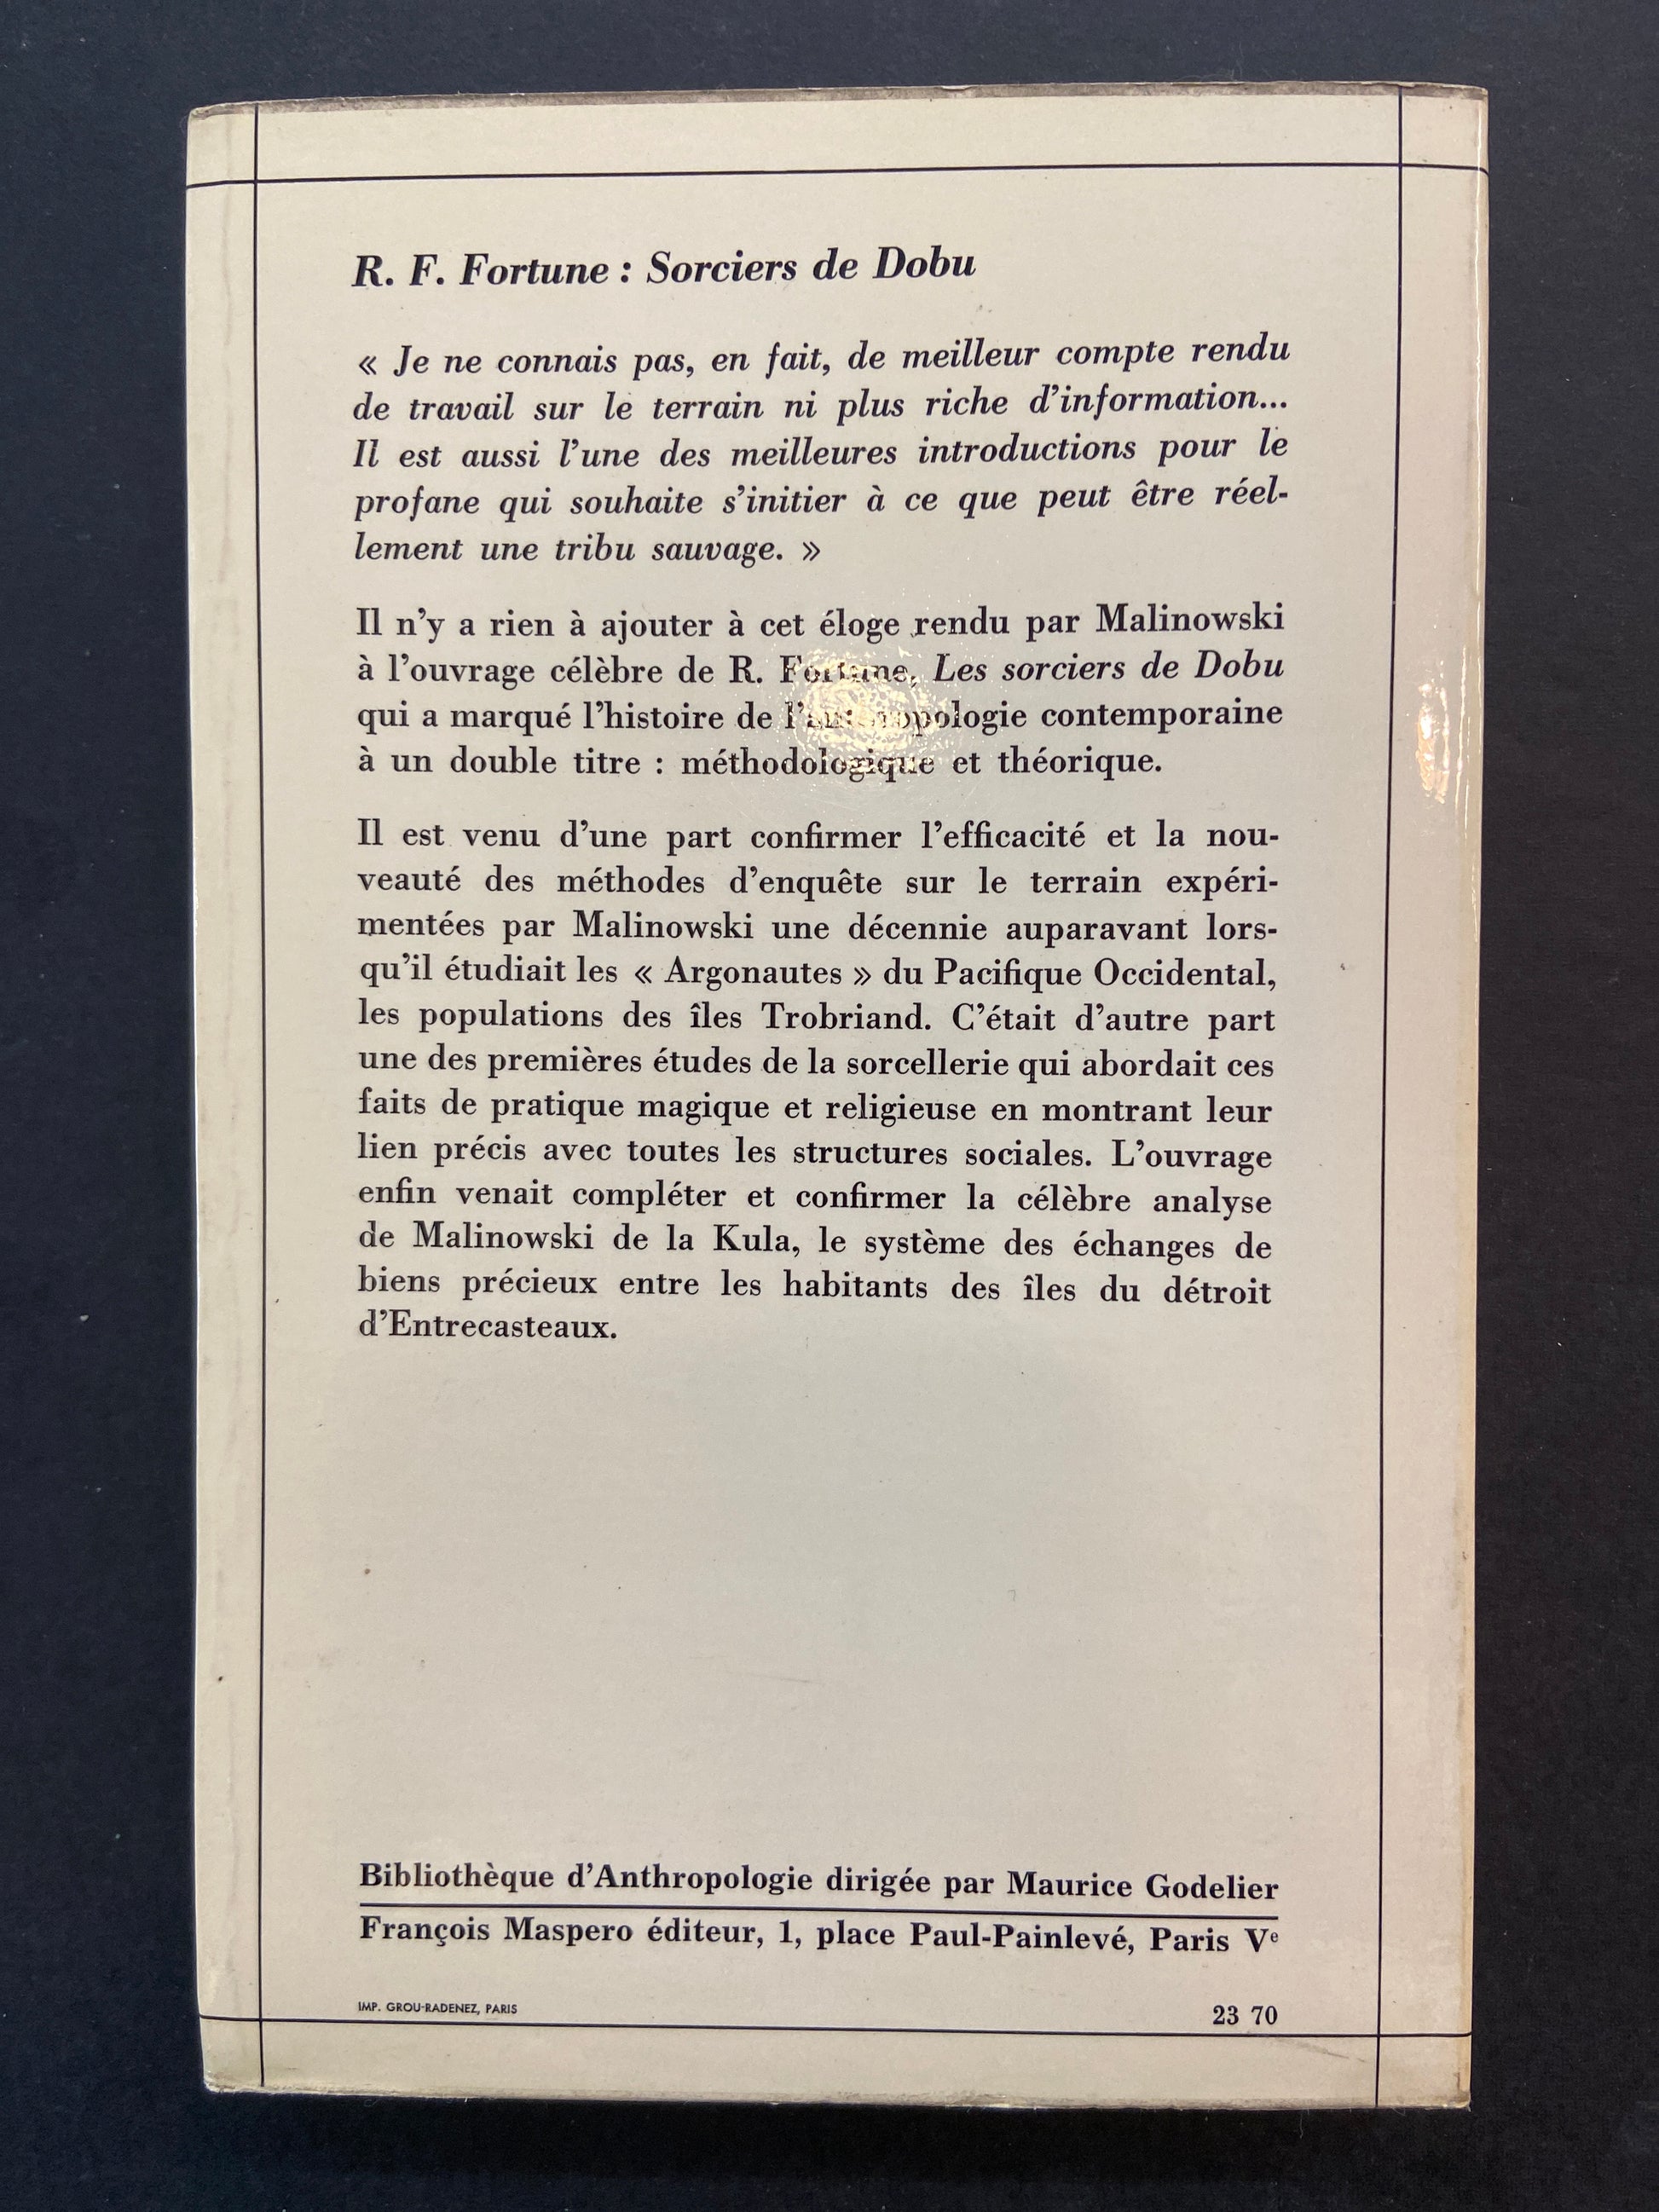 R. F. Fortune : Sorciers de Dobu
« Je ne connais pas, en fait, de meilleur compte rendu
de travail sur le terrain ni plus riche d'information...
Il est aussi l'une des meilleures introductions pour le
profane qui souhaite s'initier à ce que peut être réel-
lement une tribu sauvage. »
Il n'y a rien à ajouter à cet éloge rendu par Malinowski
à l'ouvrage célèbre de R. Fortune, Les sorciers de Dobu
qui a marqué l'histoire de l'anthropologie contemporaine
à un double titre : méthodologique et théorique.
Il est venu d'une part confirmer l'efficacité et la nou-
veauté des méthodes d'enquête sur le terrain expéri-
mentées par Malinowski une décennie auparavant lors-
qu'il étudiait les « Argonautes » du Pacifique Occidental,
les populations des îles Trobriand. C'était d'autre part
une des premières études de la sorcellerie qui abordait ces
faits de pratique magique et religieuse en montrant leur
lien précis avec toutes les structures sociales. L'ouvrage
enfin venait compléter et confirmer la célèbre analyse
de Malinowski de la Kula, le système des échanges de
biens précieux entre les habitants des îles du détroit
d'Entrecasteaux.
Bibliothèque d'Anthropologie dirigée par Maurice Godelier
François Maspero éditeur, 1, place Paul-Painlevé, Paris Ve
IMP. GROU-RADENEZ, PARIS
23 70